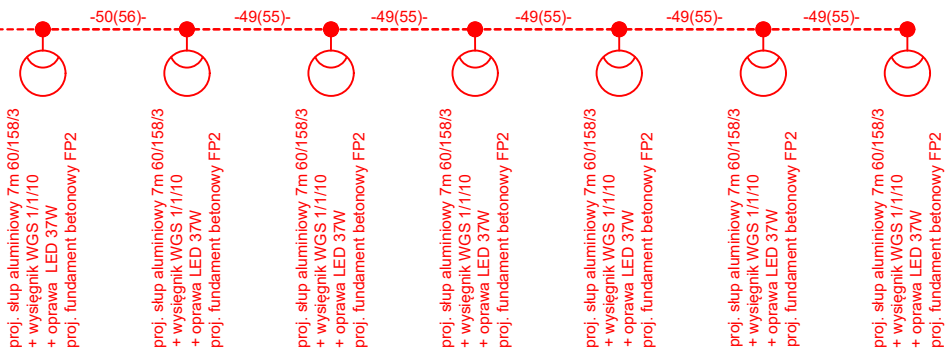 -50(56)-
-49(55)-
-49(55)-
-49(55)-
-49(55)-
-49(55)-
proj. słup aluminiowy 7m 60/158/3
+ wysięgnik WGS 1/1/10
+ oprawa LED 37W
proj. fundament betonowy FP2
proj. słup aluminiowy 7m 60/158/3
+ wysięgnik WGS 1/1/10
+ oprawa LED 37W
proj. fundament betonowy FP2
proj. słup aluminiowy 7m 60/158/3
+ wysięgnik WGS 1/1/10
+ oprawa LED 37W
proj. fundament betonowy FP2
proj. słup aluminiowy 7m 60/158/3
+ wysięgnik WGS 1/1/10
+ oprawa LED 37W
proj. fundament betonowy FP2
proj. słup aluminiowy 7m 60/158/3
+ wysięgnik WGS 1/1/10
+ oprawa LED 37W
proj. fundament betonowy FP2
proj. słup aluminiowy 7m 60/158/3
+ wysięgnik WGS 1/1/10
+ oprawa LED 37W
proj. fundament betonowy FP2
proj. słup aluminiowy 7m 60/158/3
+ wysięgnik WGS 1/1/10
+ oprawa LED 37W
proj. fundament betonowy FP2